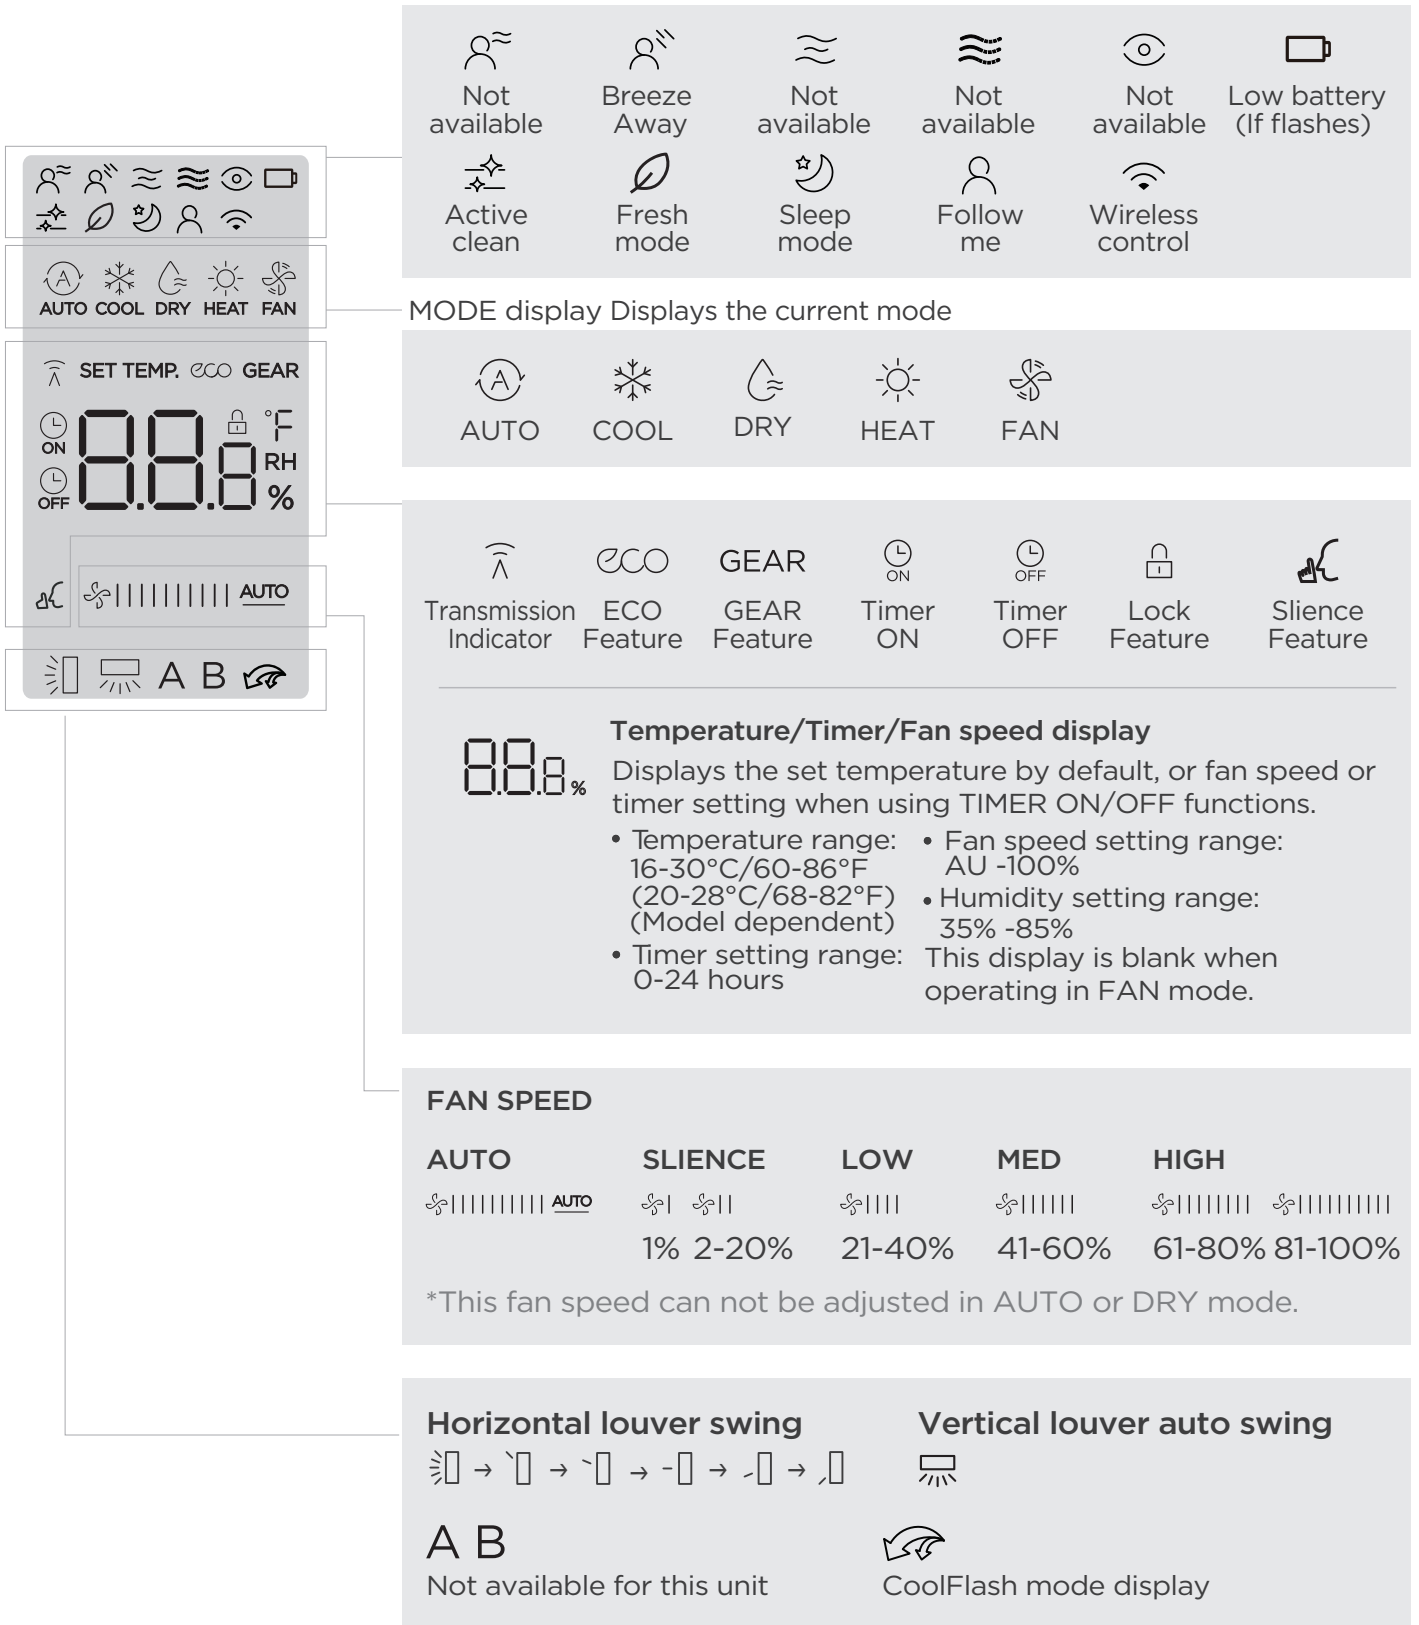 Not Breeze Not Not Not Low battery
available Away available available available (If flashes)
Active Fresh Sleep Follow Wireless
clean mode mode me control
A
AUTO COOL DRY HEAT FAN
MODE display Displays the current mode
A
AUTO COOL DRY HEAT FAN
SET TEMP. eco GEAR
ON
88.8
°F
RH
OFF
%
AUTO
A B
eco GEAR ON OFF
Transmission ECO GEAR Timer Timer Lock Slience
Indicator Feature Feature ON OFF Feature Feature
88.8%
Temperature/Timer/Fan speed display
Displays the set temperature by default, or fan speed or
timer setting when using TIMER ON/OFF functions.
• Temperature range:
16-30°C/60-86°F
(20-28°C/68-82°F)
(Model dependent)
• Timer setting range:
0-24 hours
• Fan speed setting range:
AU -100%
• Humidity setting range:
35% -85%
This display is blank when
operating in FAN mode.
FAN SPEED
AUTO SLIENCE LOW MED HIGH
AUTO
1% 2-20% 21-40% 41-60% 61-80% 81-100%
*This fan speed can not be adjusted in AUTO or DRY mode.
Horizontal louver swing
Vertical louver auto swing
A B
Not available for this unit
CoolFlash mode display